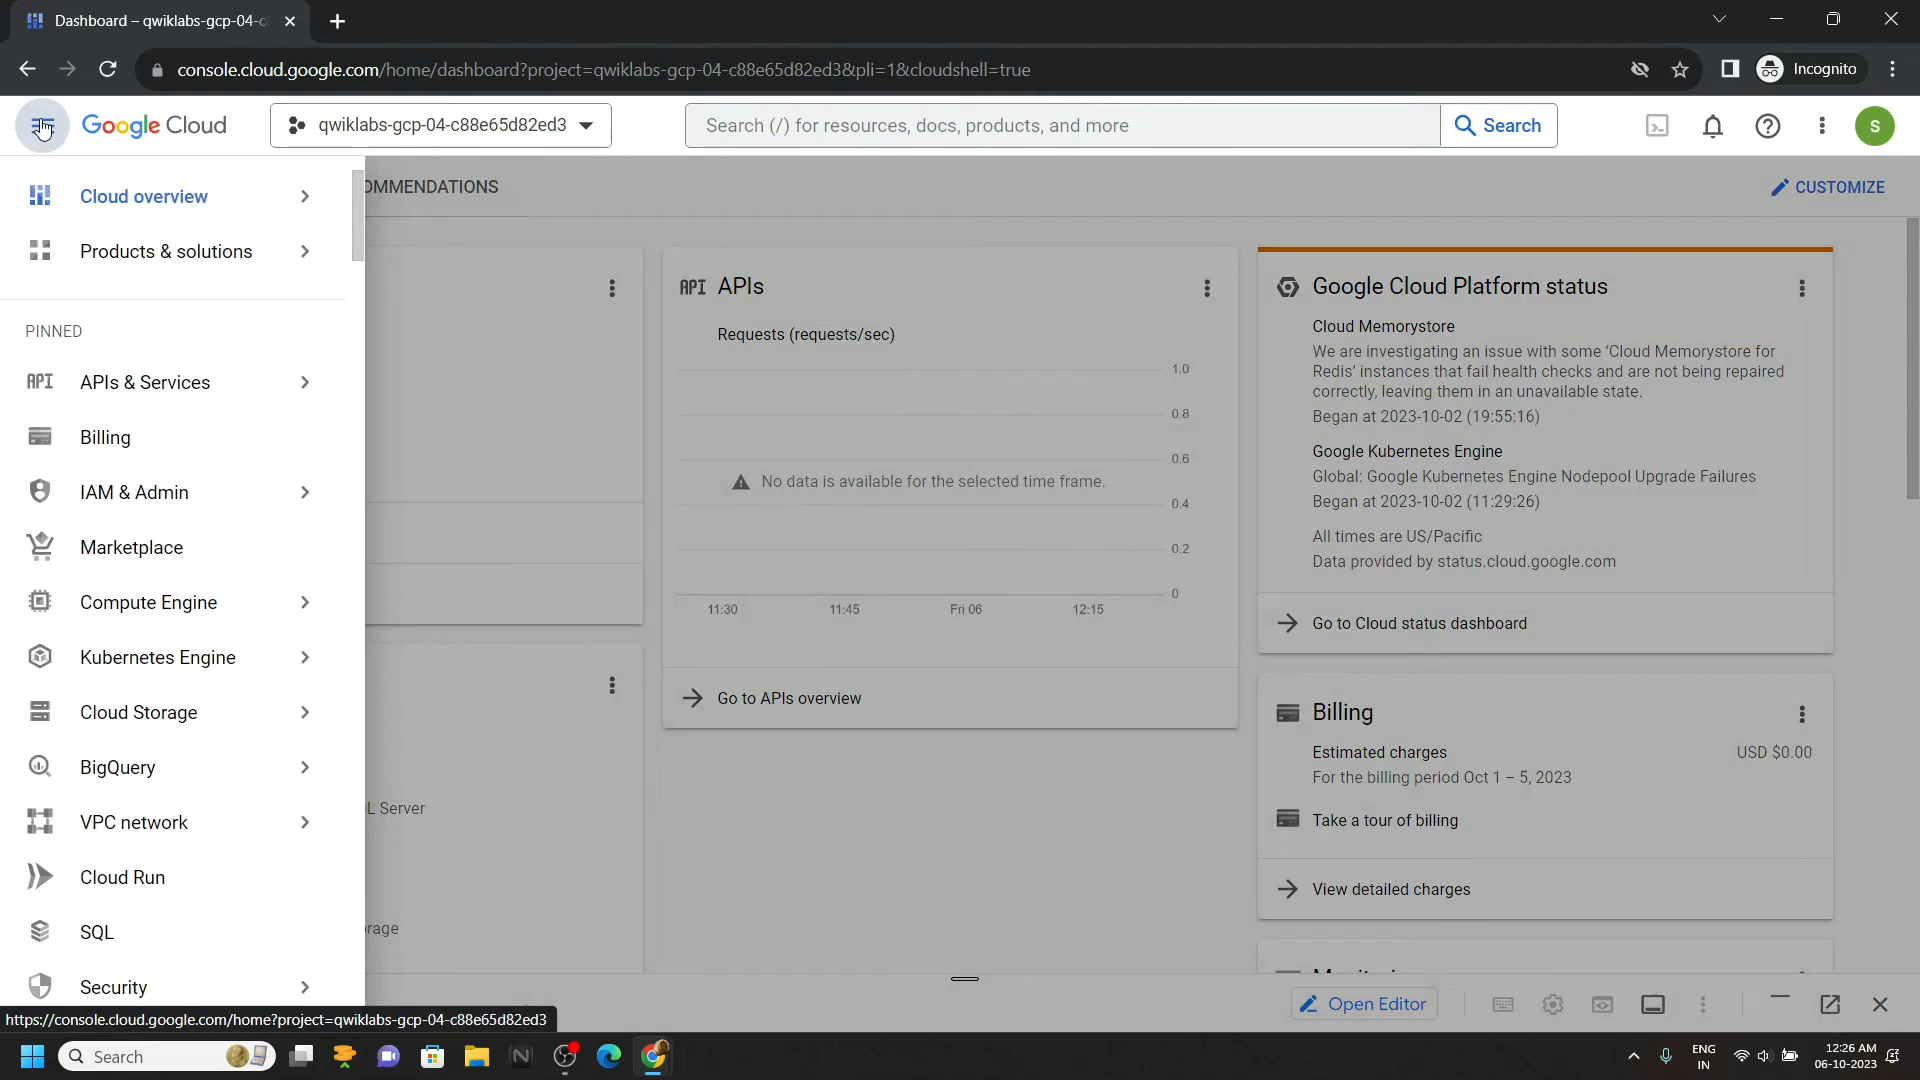 Dashboard – qwiklabs-gcp-04-c
console.cloud.google.com/home/dashboard?project=qwiklabs-gcp-04-c88e65d82ed3&pli=1&cloudshell=true
Incognito
Google Cloud
qwiklabs-gcp-04-c88e65d82ed3
Search (/) for resources, docs, products, and more
Search
S
Cloud overview
Products & solutions
PINNED
APIs & Services
Billing
IAM & Admin
Marketplace
Compute Engine
Kubernetes Engine
Cloud Storage
BigQuery
VPC network
Cloud Run
SQL
Security
https://console.cloud.google.com/home?project=qwiklabs-gcp-04-c88e65d82ed3
OMMENDATIONS
CUSTOMIZE
L Server
rage
API APIs
Requests (requests/sec)
1.0
0.8
0.6
No data is available for the selected time frame.
0.4
0.2
0
11:30 11:45 Fri 06 12:15
Go to APIs overview
Google Cloud Platform status
Cloud Memorystore
We are investigating an issue with some ‘Cloud Memorystore for
Redis’ instances that fail health checks and are not being repaired
correctly, leaving them in an unavailable state.
Began at 2023-10-02 (19:55:16)
Google Kubernetes Engine
Global: Google Kubernetes Engine Nodepool Upgrade Failures
Began at 2023-10-02 (11:29:26)
All times are US/Pacific
Data provided by status.cloud.google.com
Go to Cloud status dashboard
Billing
Estimated charges USD $0.00
For the billing period Oct 1 – 5, 2023
Take a tour of billing
View detailed charges
Open Editor
Search
ENG
IN
12:26 AM
06-10-2023